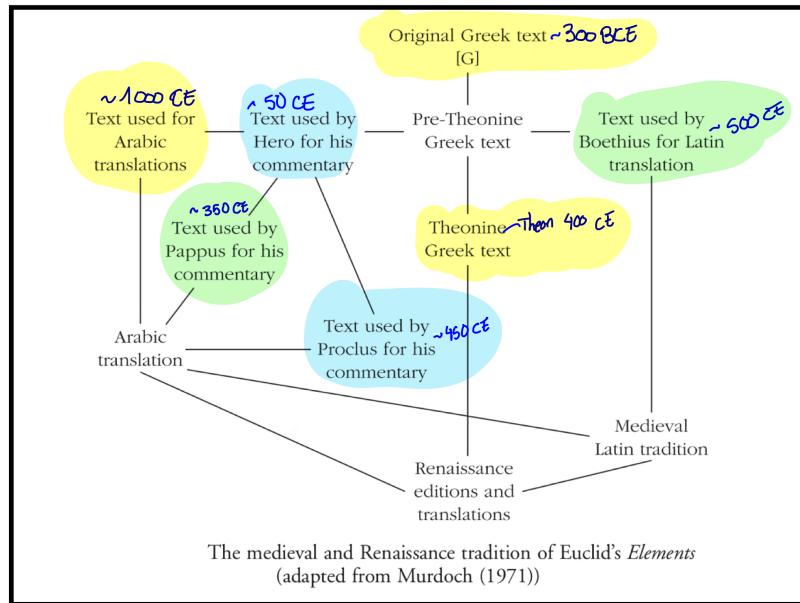 Original Greek text ~300 BCE
[G]
~1000 CE
Text used for
Arabic
translations
~50 CE
Text used by
Hero for his
commentary
Pre-Theonine
Greek text
Text used by
Boethius for Latin ~500 CE
translation
~350 CE
Text used by
Pappus for his
commentary
Theonine ~Theon 400 CE
Greek text
Text used by
Proclus for his ~450 CE
commentary
Arabic
translation
Medieval
Latin tradition
Renaissance
editions and
translations
The medieval and Renaissance tradition of Euclid's Elements
(adapted from Murdoch (1971))